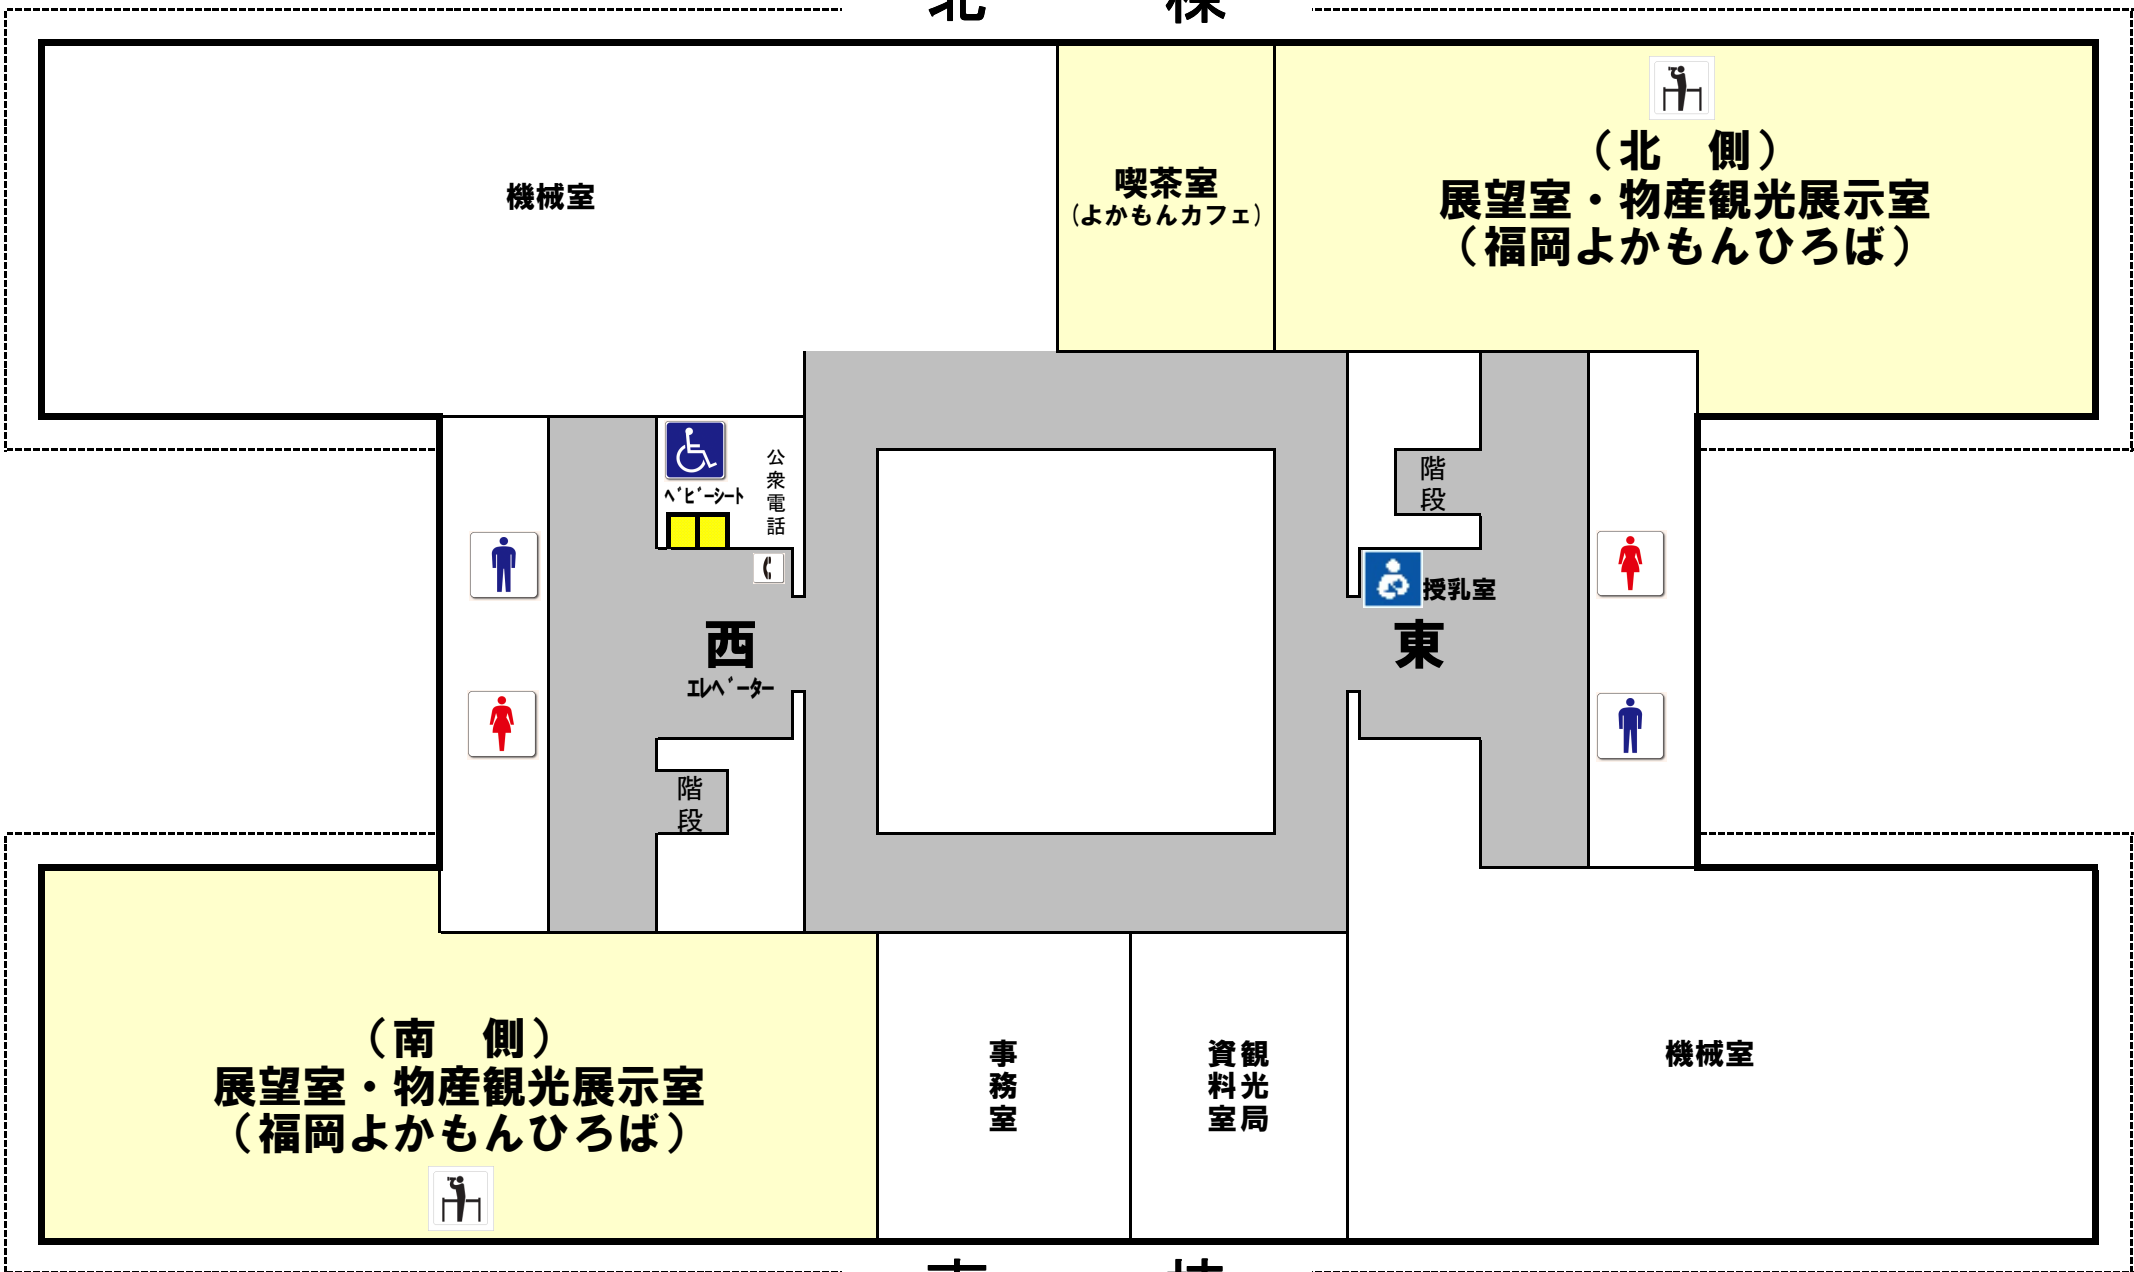 北　棟
機械室
喫茶室
(よかもんカフェ)
（北　側）
展望室・物産観光展示室
（福岡よかもんひろば）
ﾍﾞﾋﾞｰｼｰﾄ
公衆電話
階段
授乳室
西
ｴﾚﾍﾞｰﾀｰ
東
階段
（南　側）
展望室・物産観光展示室
（福岡よかもんひろば）
事務室
観光局
資料室
機械室